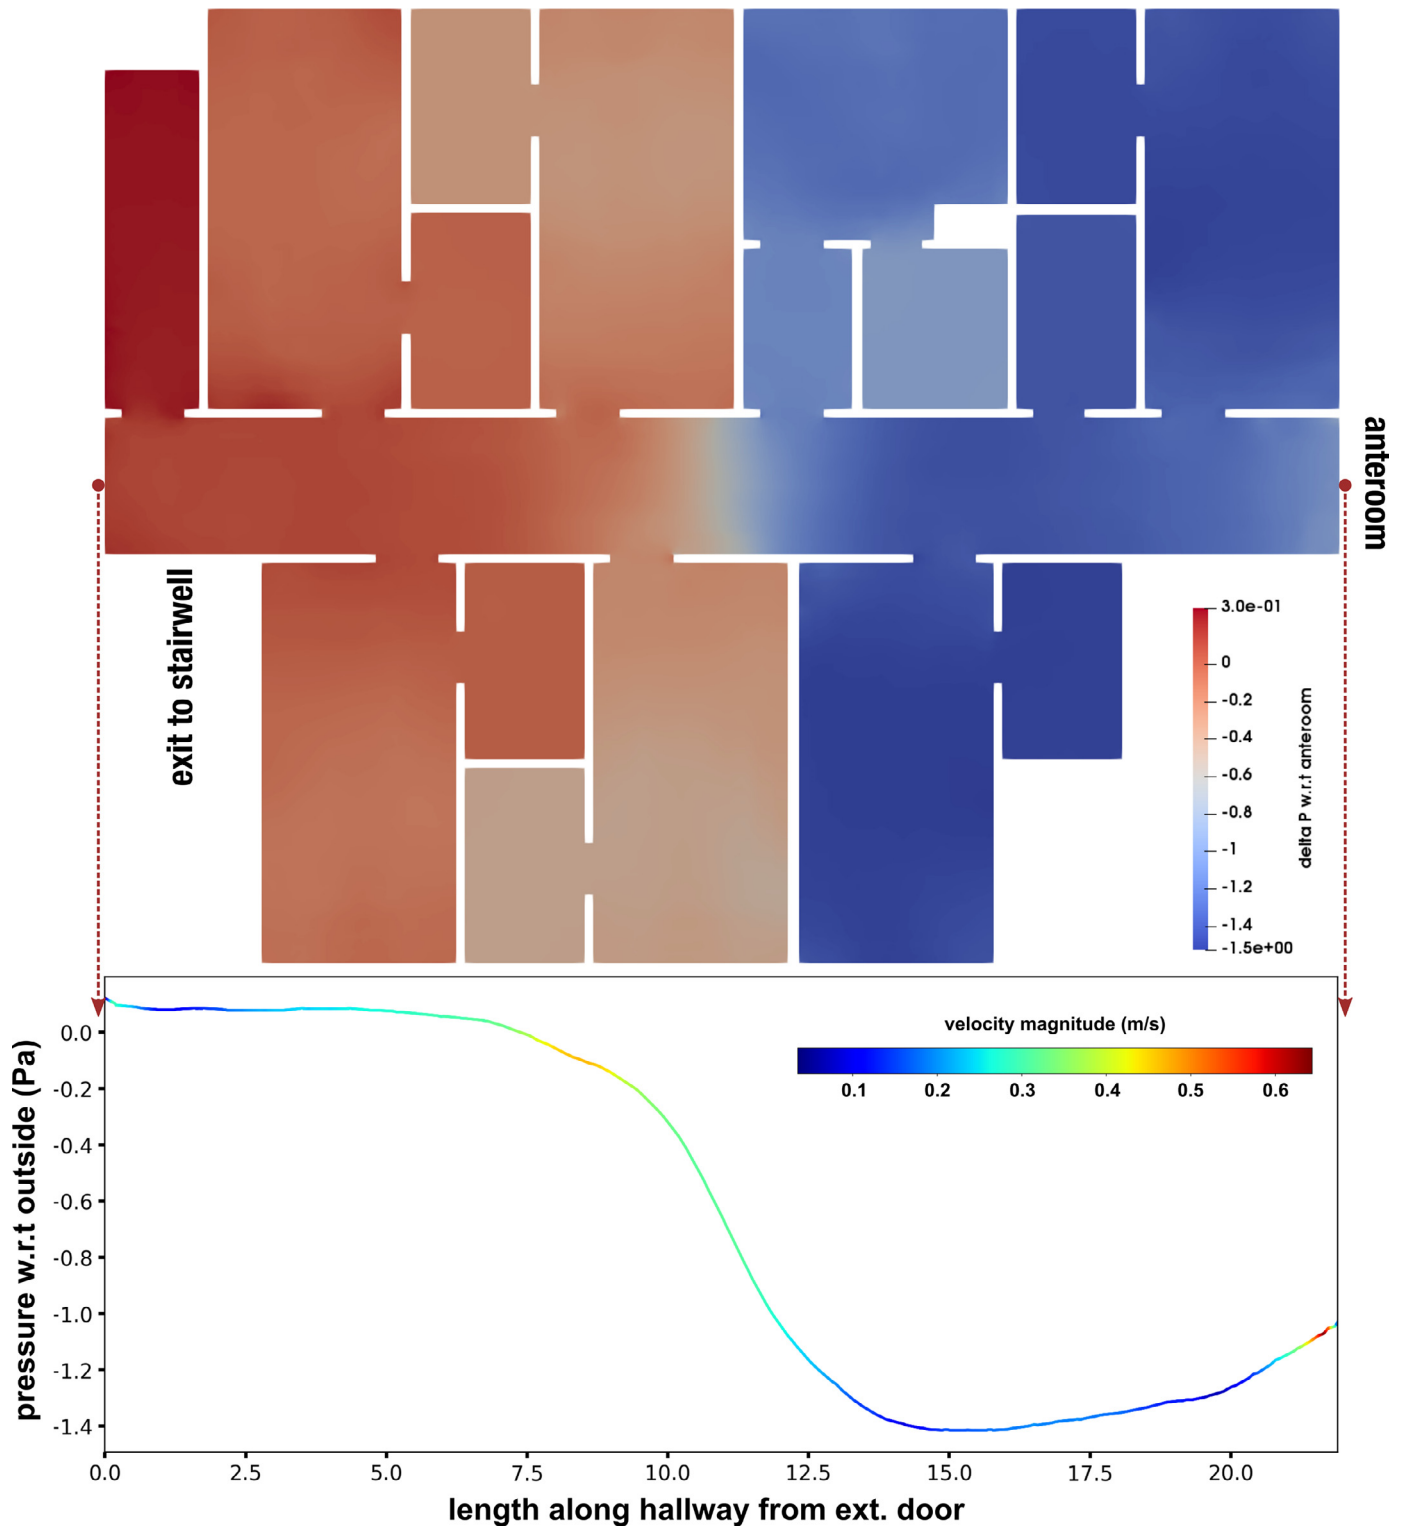 anteroom
exit to stairwell
3.0e-01
0
-0.2
-0.4
-0.6
-0.8
-1
-1.2
-1.4
-1.5e+00
delta P w.r.t anteroom
velocity magnitude (m/s)
0.1 0.2 0.3 0.4 0.5 0.6
pressure w.r.t outside (Pa)
0.0
-0.2
-0.4
-0.6
-0.8
-1.0
-1.2
-1.4
0.0 2.5 5.0 7.5 10.0 12.5 15.0 17.5 20.0
length along hallway from ext. door